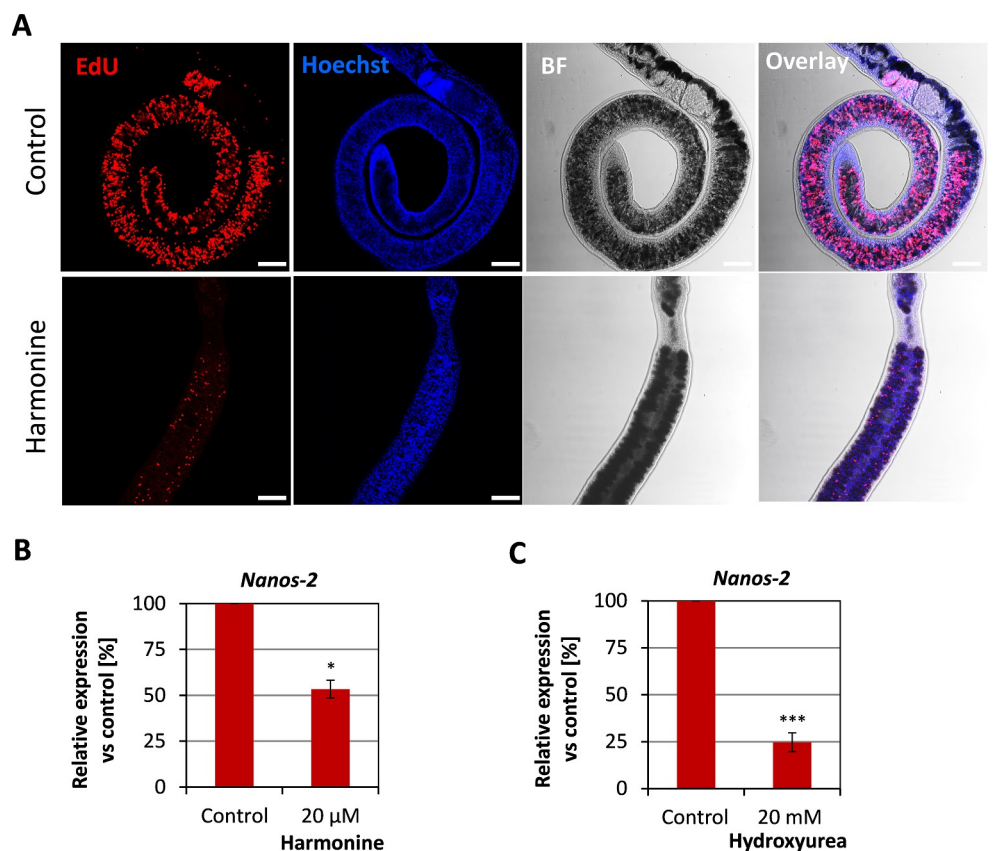 A
EdU
Hoechst
BF
Overlay
Control
Harmonine
B
Nanos-2
Relative expression
vs control [%]
100
75
50
25
0
*
Control
20 µM
Harmonine
C
Nanos-2
Relative expression
vs control [%]
100
75
50
25
0
***
Control
20 mM
Hydroxyurea